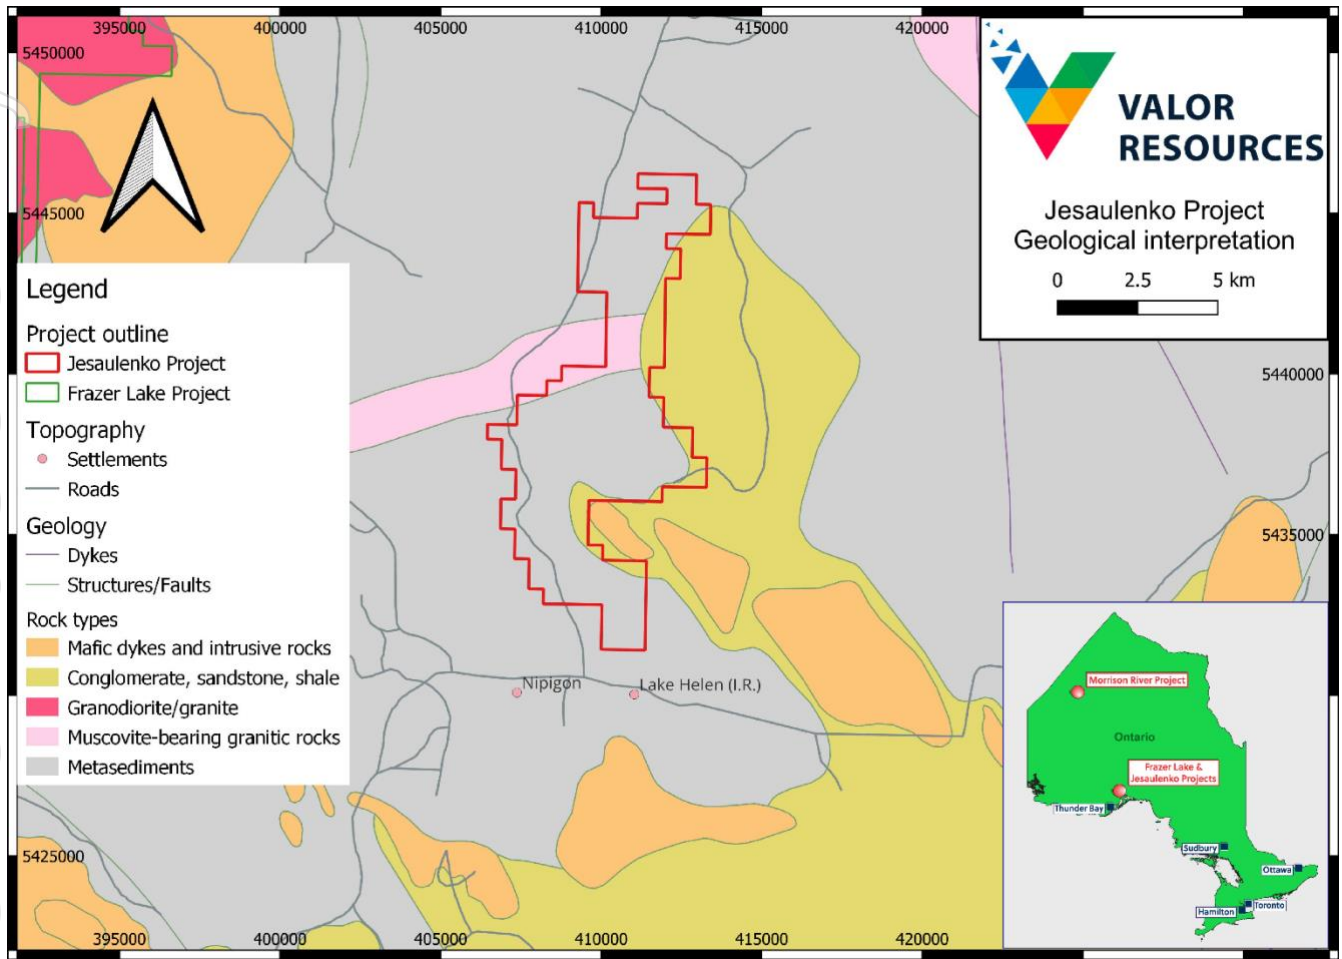 395000
400000
405000
410000
415000
420000
5450000
5445000
5440000
5435000
5425000
VALOR
RESOURCES
Jesaulenko Project
Geological interpretation
0 2.5 5 km
Legend
Project outline
Jesaulenko Project
Frazer Lake Project
Topography
Settlements
Roads
Geology
Dykes
Structures/Faults
Rock types
Mafic dykes and intrusive rocks
Conglomerate, sandstone, shale
Granodiorite/granite
Muscovite-bearing granitic rocks
Metasediments
Nipigon
Lake Helen (I.R.)
Morrison River Project
Ontario
Frazer Lake &
Jesaulenko Projects
Thunder Bay
Sudbury
Ottawa
Toronto
Hamilton
395000
400000
405000
410000
415000
420000